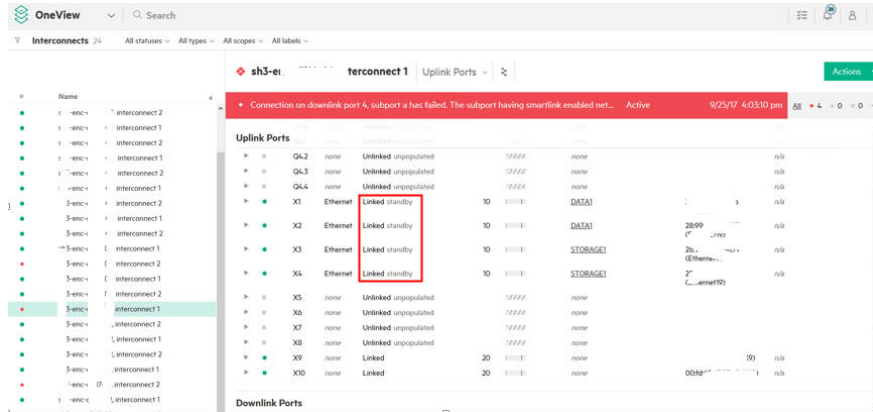 OneView
Search
28
Interconnects 24 All statuses All types All scopes All labels
sh3-e terconnect 1 Uplink Ports
Actions
Name
Connection on downlink port 4, subport a has failed. The subport having smartlink enabled net... Active 9/25/17 4:03:10 pm All 4 0 0
interconnect 2
interconnect 1
interconnect 2
interconnect 1
interconnect 2
interconnect 1
interconnect 2
interconnect 1
interconnect 1
interconnect 2
interconnect 1
interconnect 2
interconnect 1
interconnect 2
interconnect 1
interconnect 2
interconnect 1
interconnect 2
interconnect 1
Uplink Ports
Q4.2 none Unlinked unpopulated none n/a
Q4.3 none Unlinked unpopulated none n/a
Q4.4 none Unlinked unpopulated none n/a
X1 Ethernet Linked standby 10 DATA1 n/a
X2 Ethernet Linked standby 10 DATA1 28:99 n/a
X3 Ethernet Linked standby 10 STORAGE1 n/a
X4 Ethernet Linked standby 10 STORAGE1 n/a
X5 none Unlinked unpopulated none n/a
X6 none Unlinked unpopulated none n/a
X7 none Unlinked unpopulated none n/a
X8 none Unlinked unpopulated none n/a
X9 none Linked 20 none n/a
X10 none Linked 20 none n/a
Downlink Ports